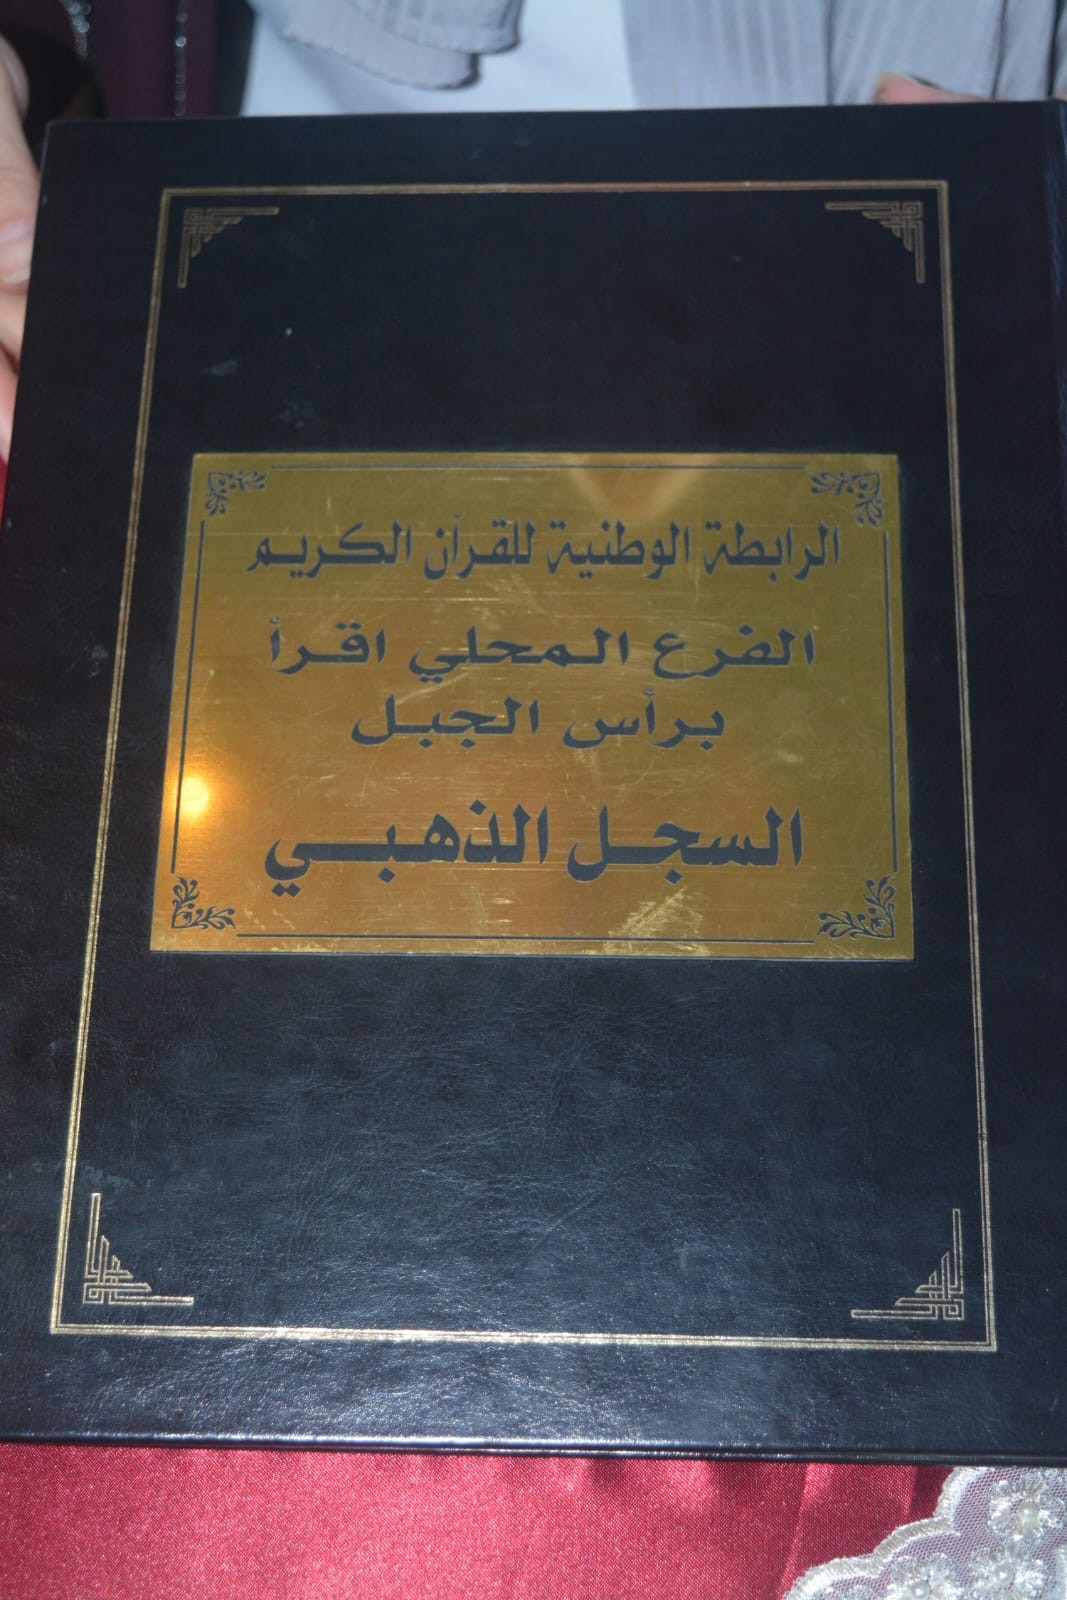 الرابطة الوطنية للقرآن الكريم
الفرع المحلي اقرأ
برأس الجبل
السجل الذهبي